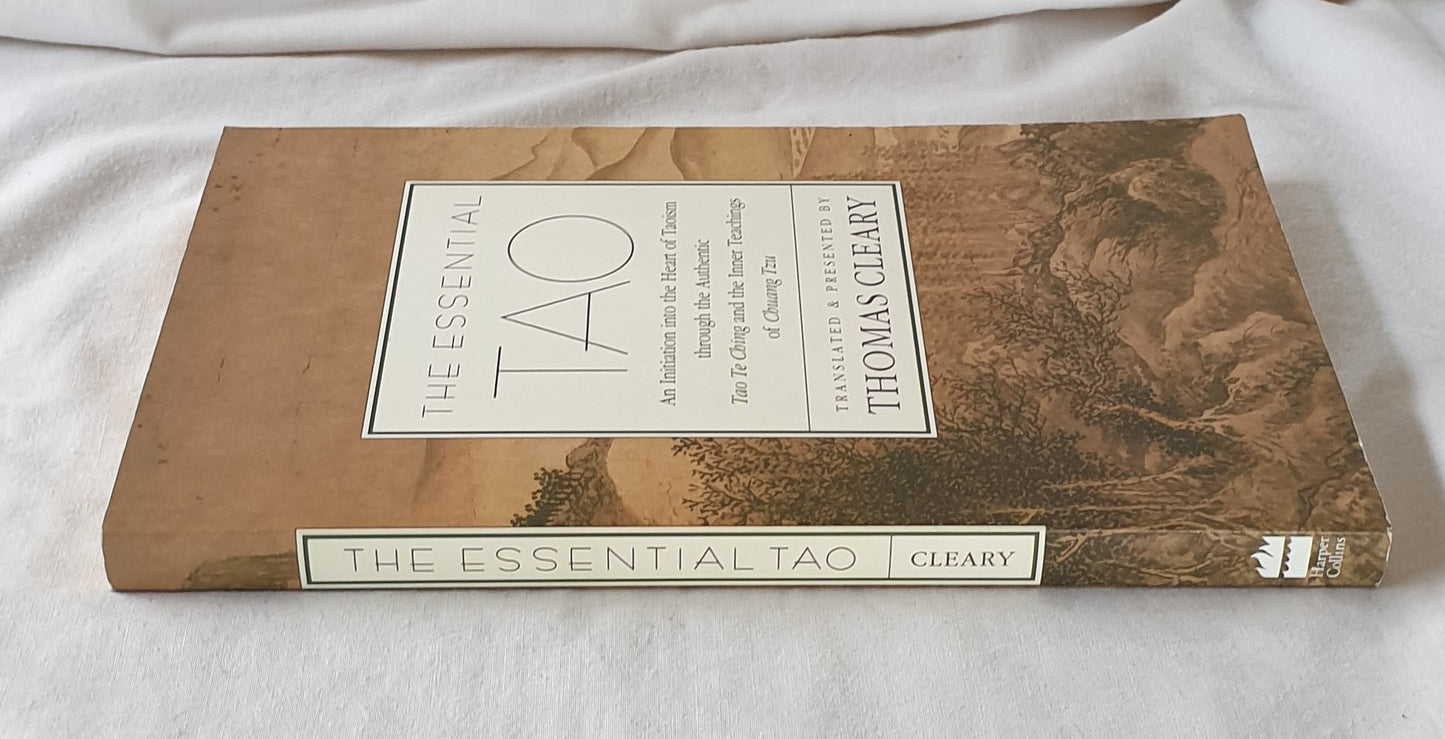 THE ESSENTIAL
TAO
An Initiation into the Heart of Taoism
through the Authentic
Tao Te Ching and the Inner Teachings
of Chuang Tzu
TRANSLATED & PRESENTED BY
THOMAS CLEARY
THE ESSENTIAL TAO
CLEARY
Harper
Collins